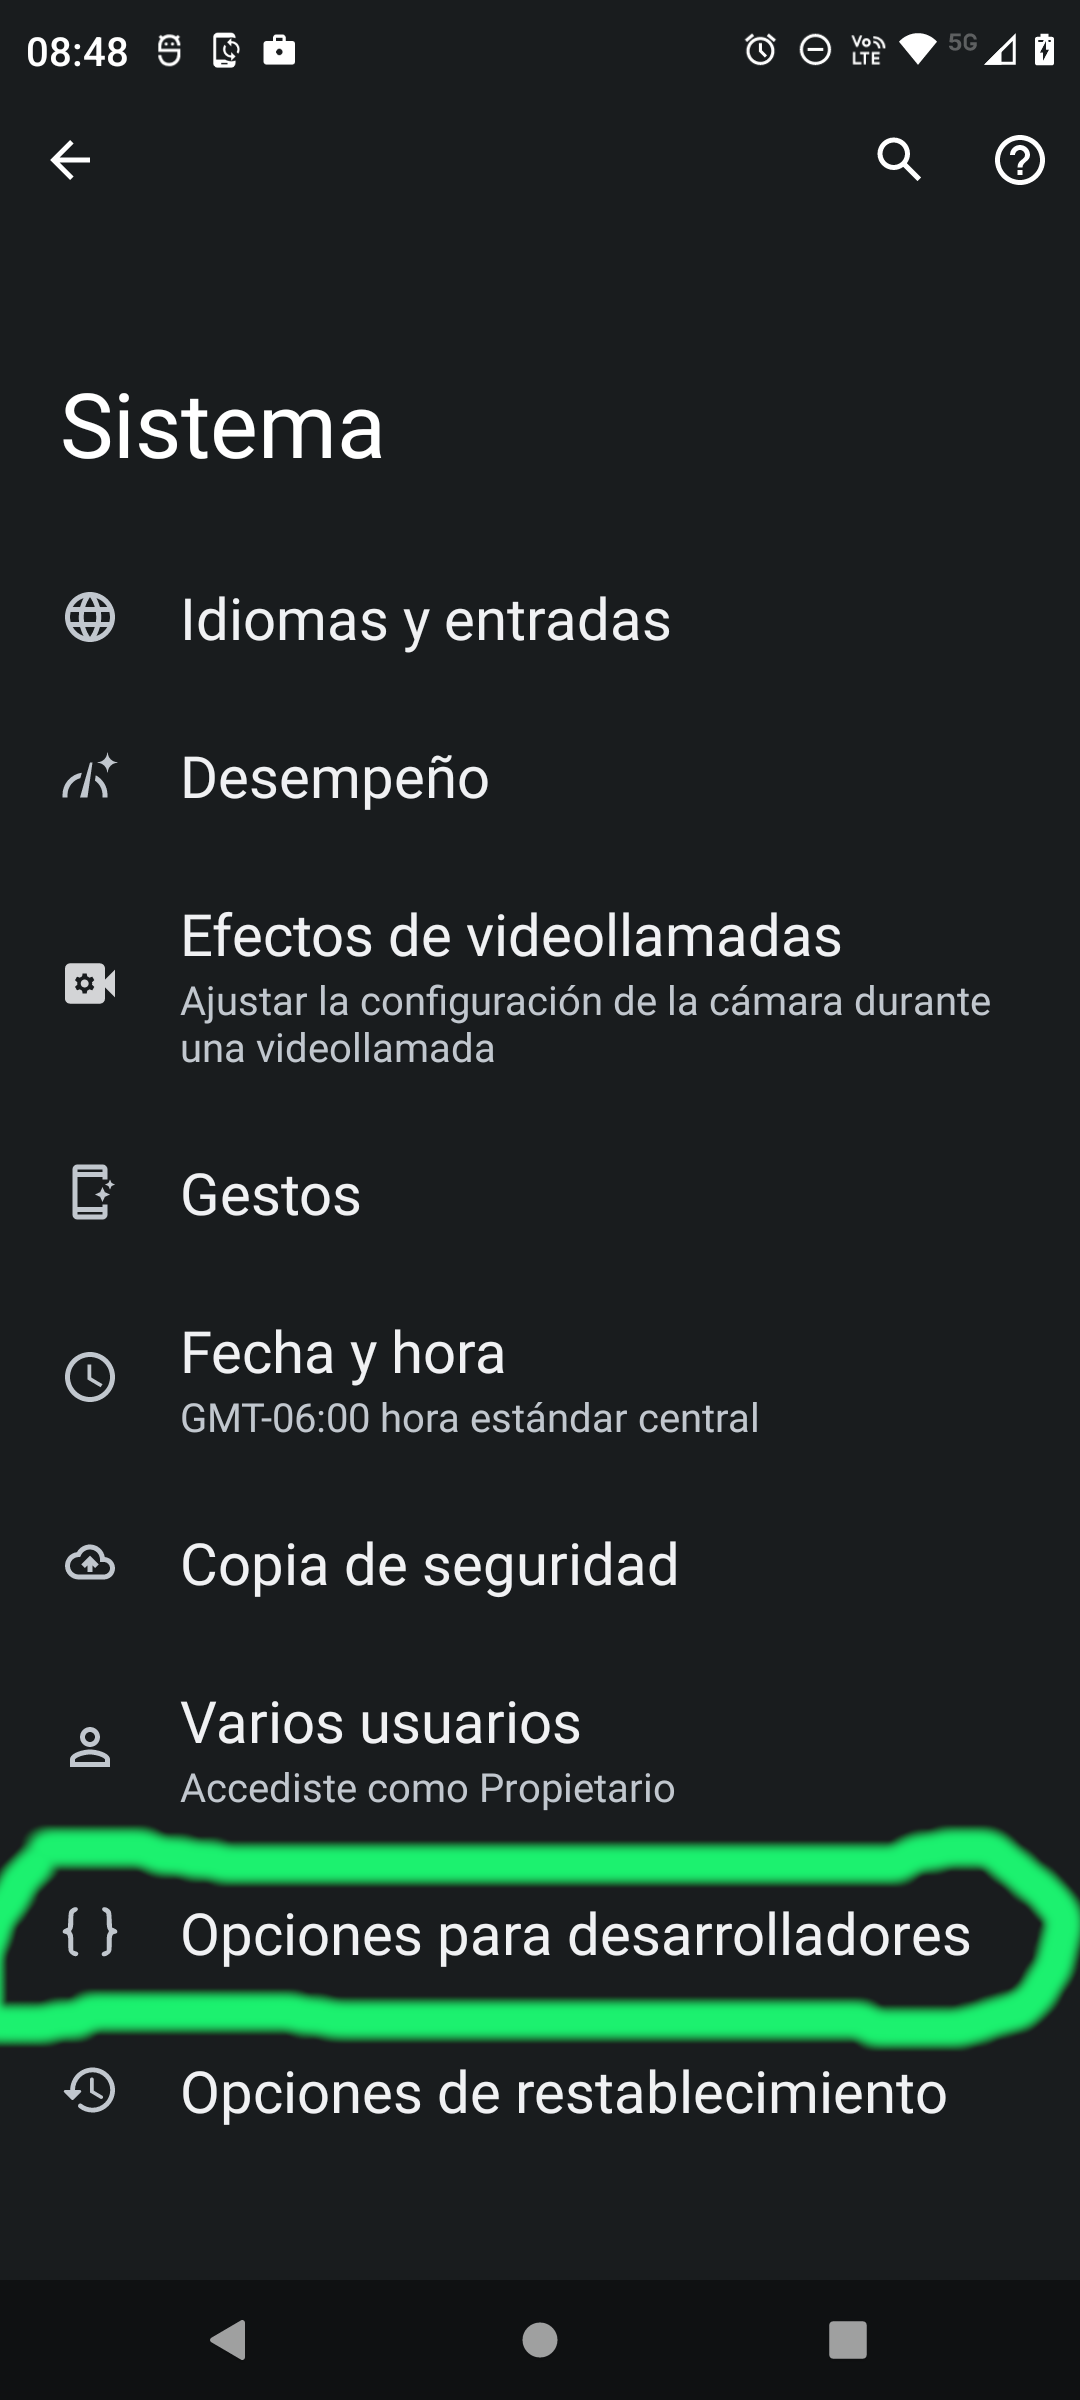 08:48
Vo LTE 5G
Sistema
Idiomas y entradas
Desempeño
Efectos de videollamadas
Ajustar la configuración de la cámara durante
una videollamada
Gestos
Fecha y hora
GMT-06:00 hora estándar central
Copia de seguridad
Varios usuarios
Accediste como Propietario
{ } Opciones para desarrolladores
Opciones de restablecimiento